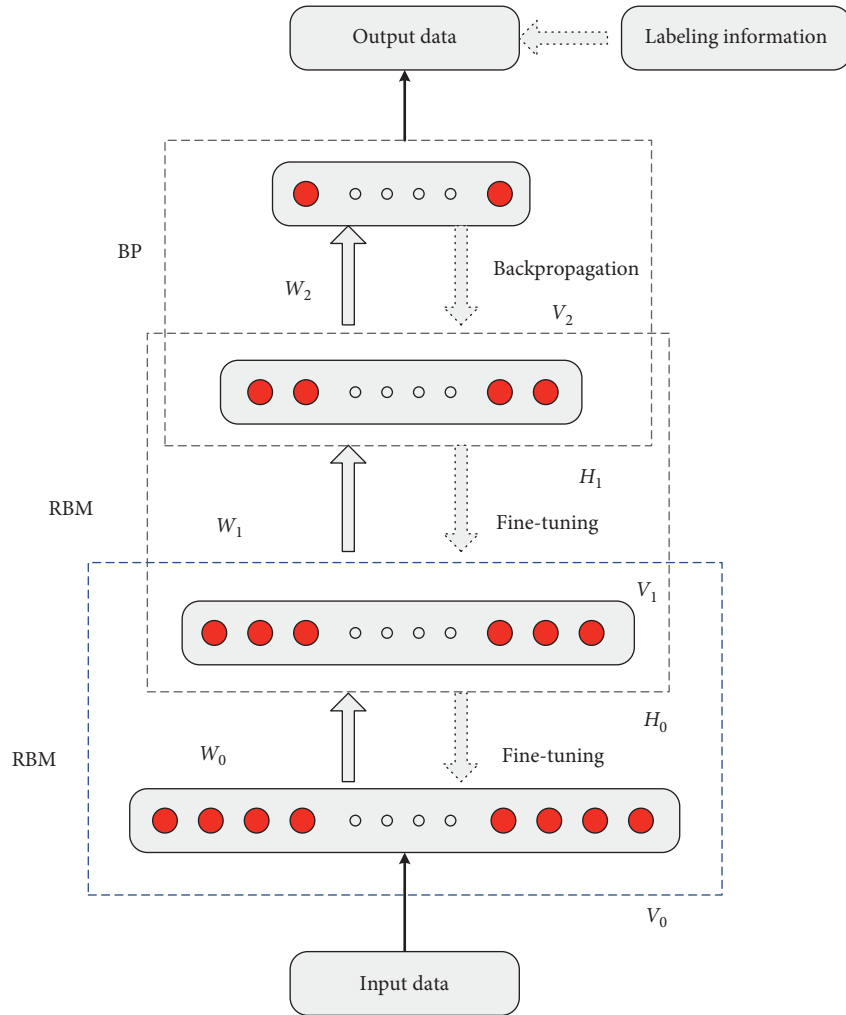 Output data
Labeling information
BP
W₂
Backpropagation
V₂
RBM
W₁
H₁
Fine-tuning
V₁
RBM
W₀
H₀
Fine-tuning
V₀
Input data